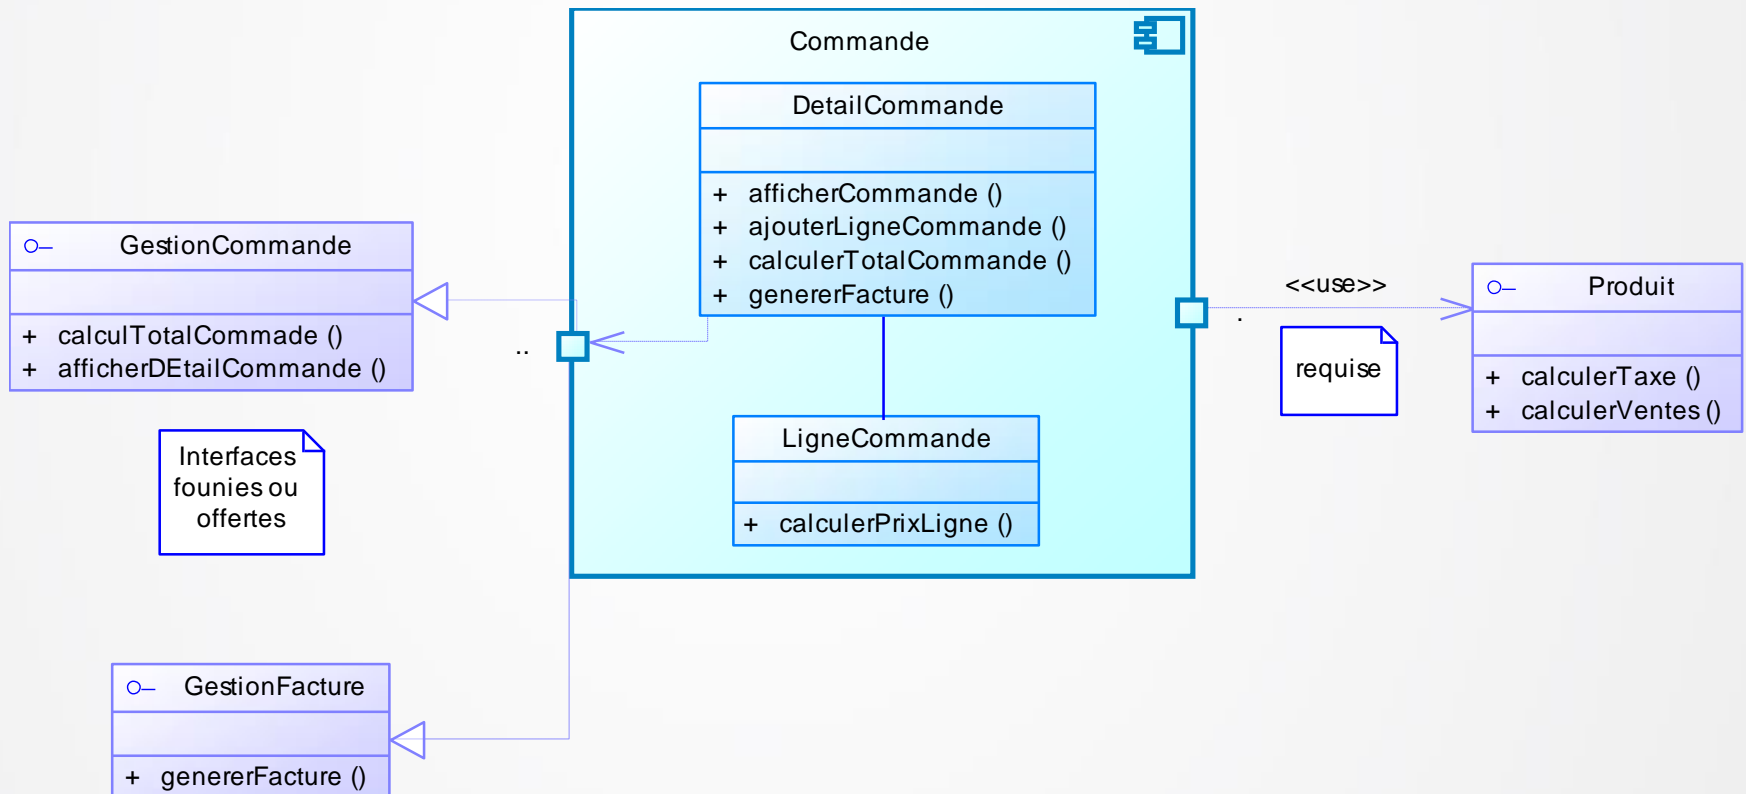 Commande
DetailCommande
+ afficherCommande ()
+ ajouterLigneCommande ()
+ calculerTotalCommande ()
+ genererFacture ()
GestionCommande
+ calculTotalCommade ()
+ afficherDEtailCommande ()
..
<<use>>
.
requise
Produit
+ calculerTaxe ()
+ calculerVentes ()
LigneCommande
+ calculerPrixLigne ()
Interfaces
founies ou
offertes
GestionFacture
+ genererFacture ()